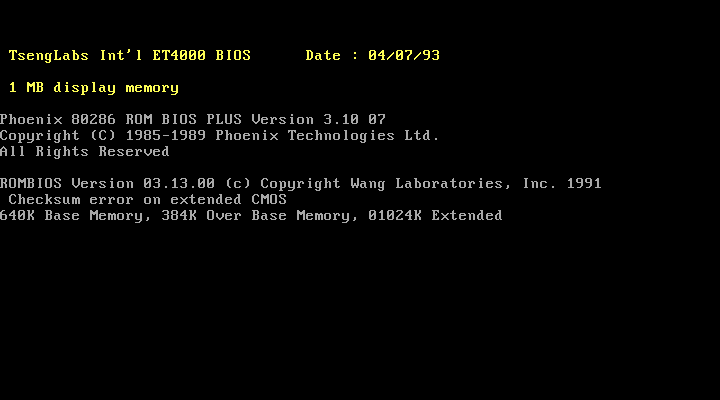 TsengLabs Int'l ET4000 BIOS      Date : 04/07/93
1 MB display memory
Phoenix 80286 ROM BIOS PLUS Version 3.10 07
Copyright (C) 1985-1989 Phoenix Technologies Ltd.
All Rights Reserved
ROMBIOS Version 03.13.00 (c) Copyright Wang Laboratories, Inc. 1991
Checksum error on extended CMOS
640K Base Memory, 384K Over Base Memory, 01024K Extended